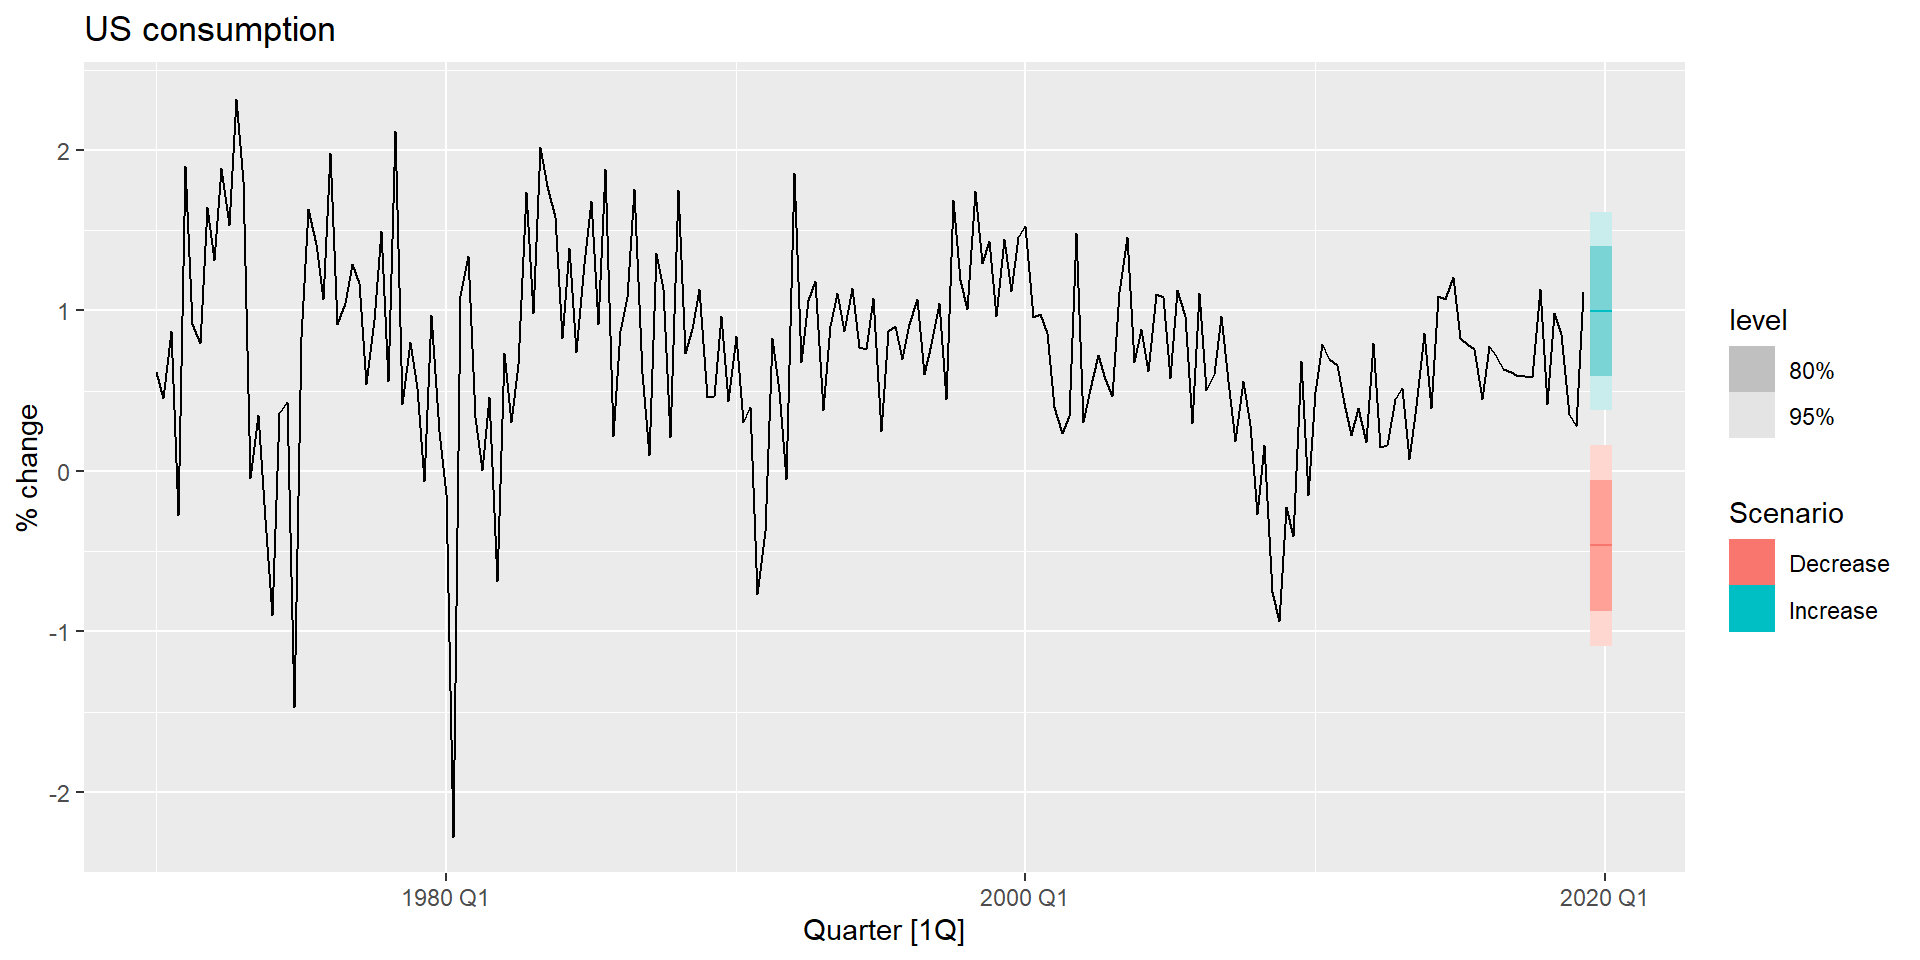 US consumption
% change
2
1
0
-1
-2
1980 Q1
2000 Q1
2020 Q1
Quarter [1Q]
level
80%
95%
Scenario
Decrease
Increase